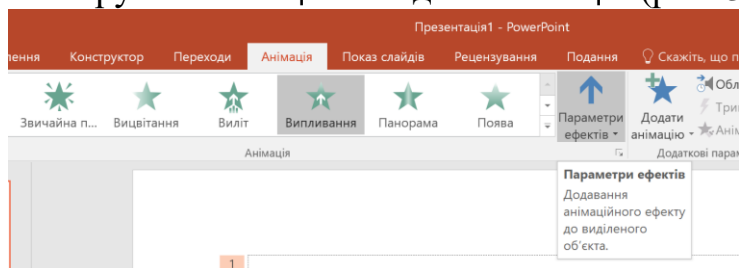 Презентація1 - PowerPoint
Конструктор Переходи Анімація Показ слайдів Рецензування Подання Скажіть, що
Звичайна п... Вицвітання Виліт Випливання Панорама Поява Параметри ефектів Додати анімацію
Анімація
Параметри ефектів
Додавання
анімаційного ефекту
до виділеного
об'єкта.
1